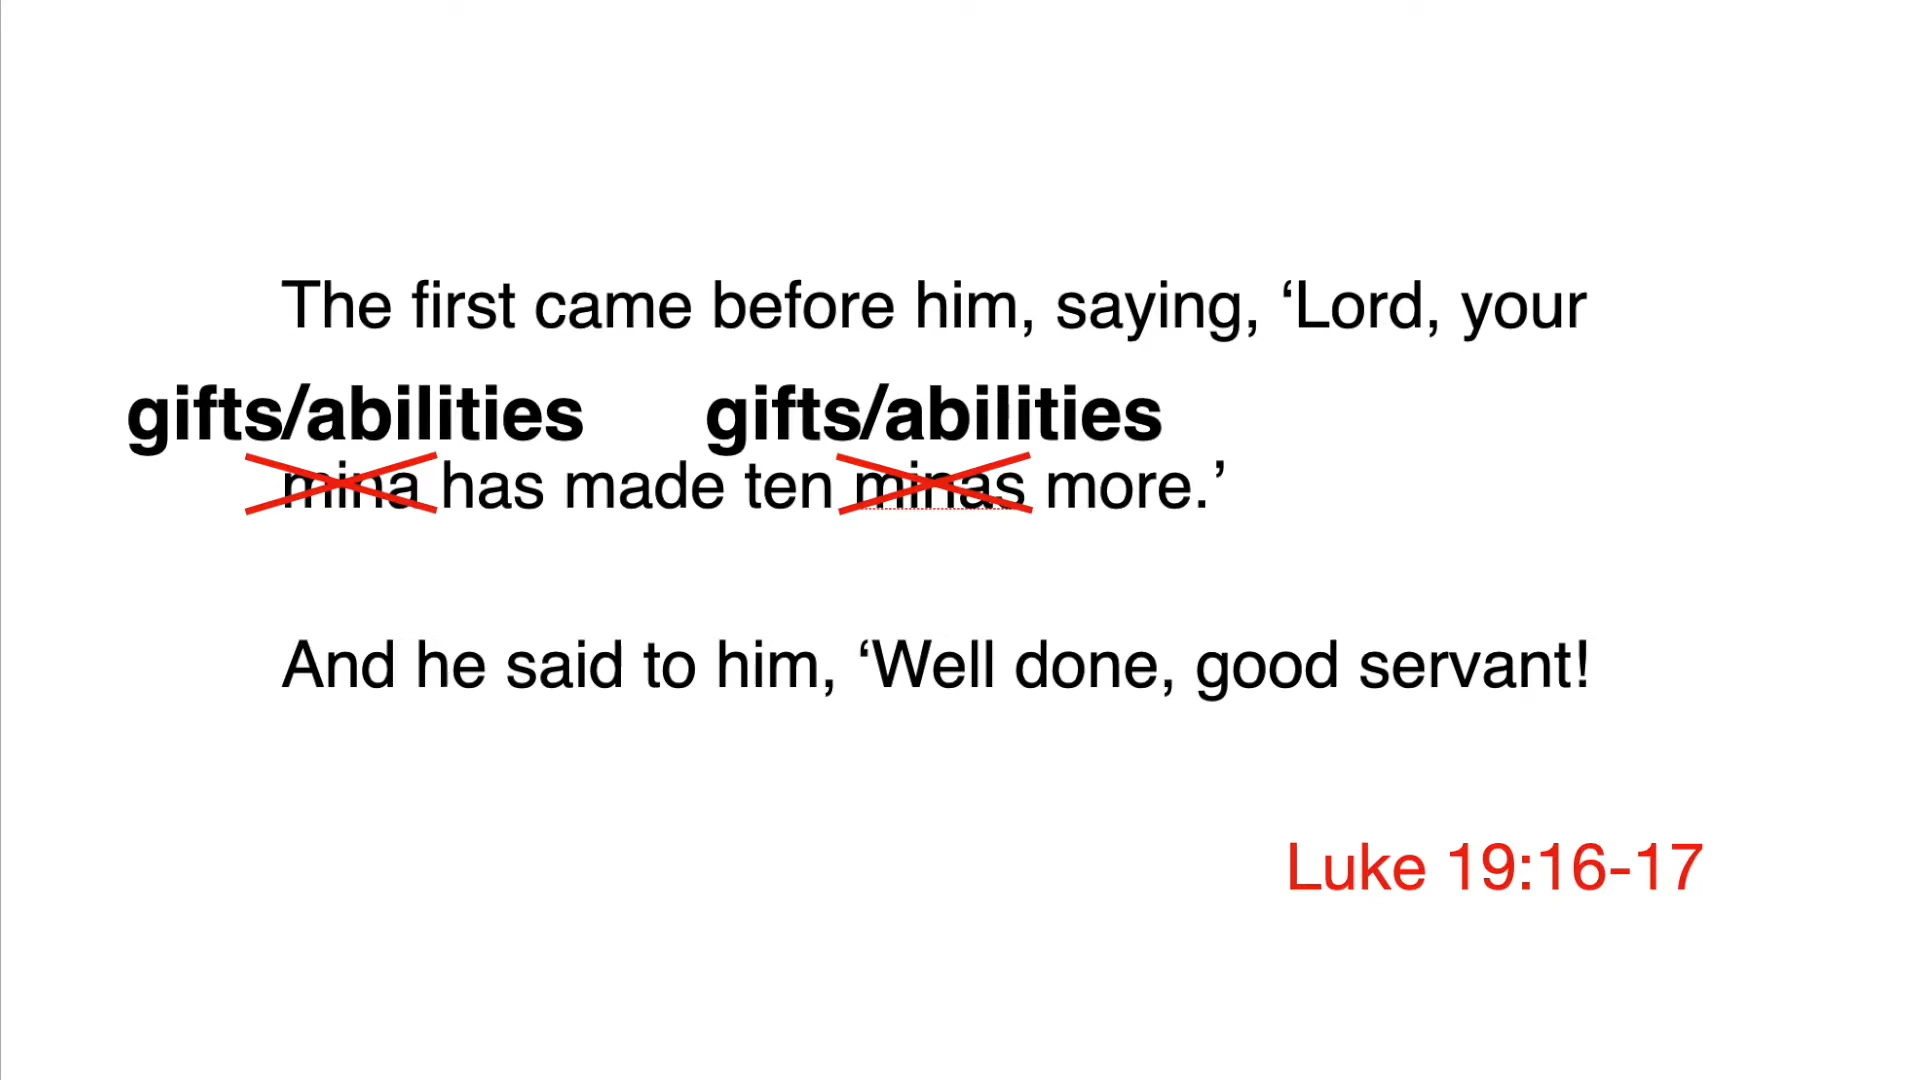 The first came before him, saying, ‘Lord, your
gifts/abilities gifts/abilities
mina has made ten minas more.’
And he said to him, ‘Well done, good servant!
Luke 19:16-17